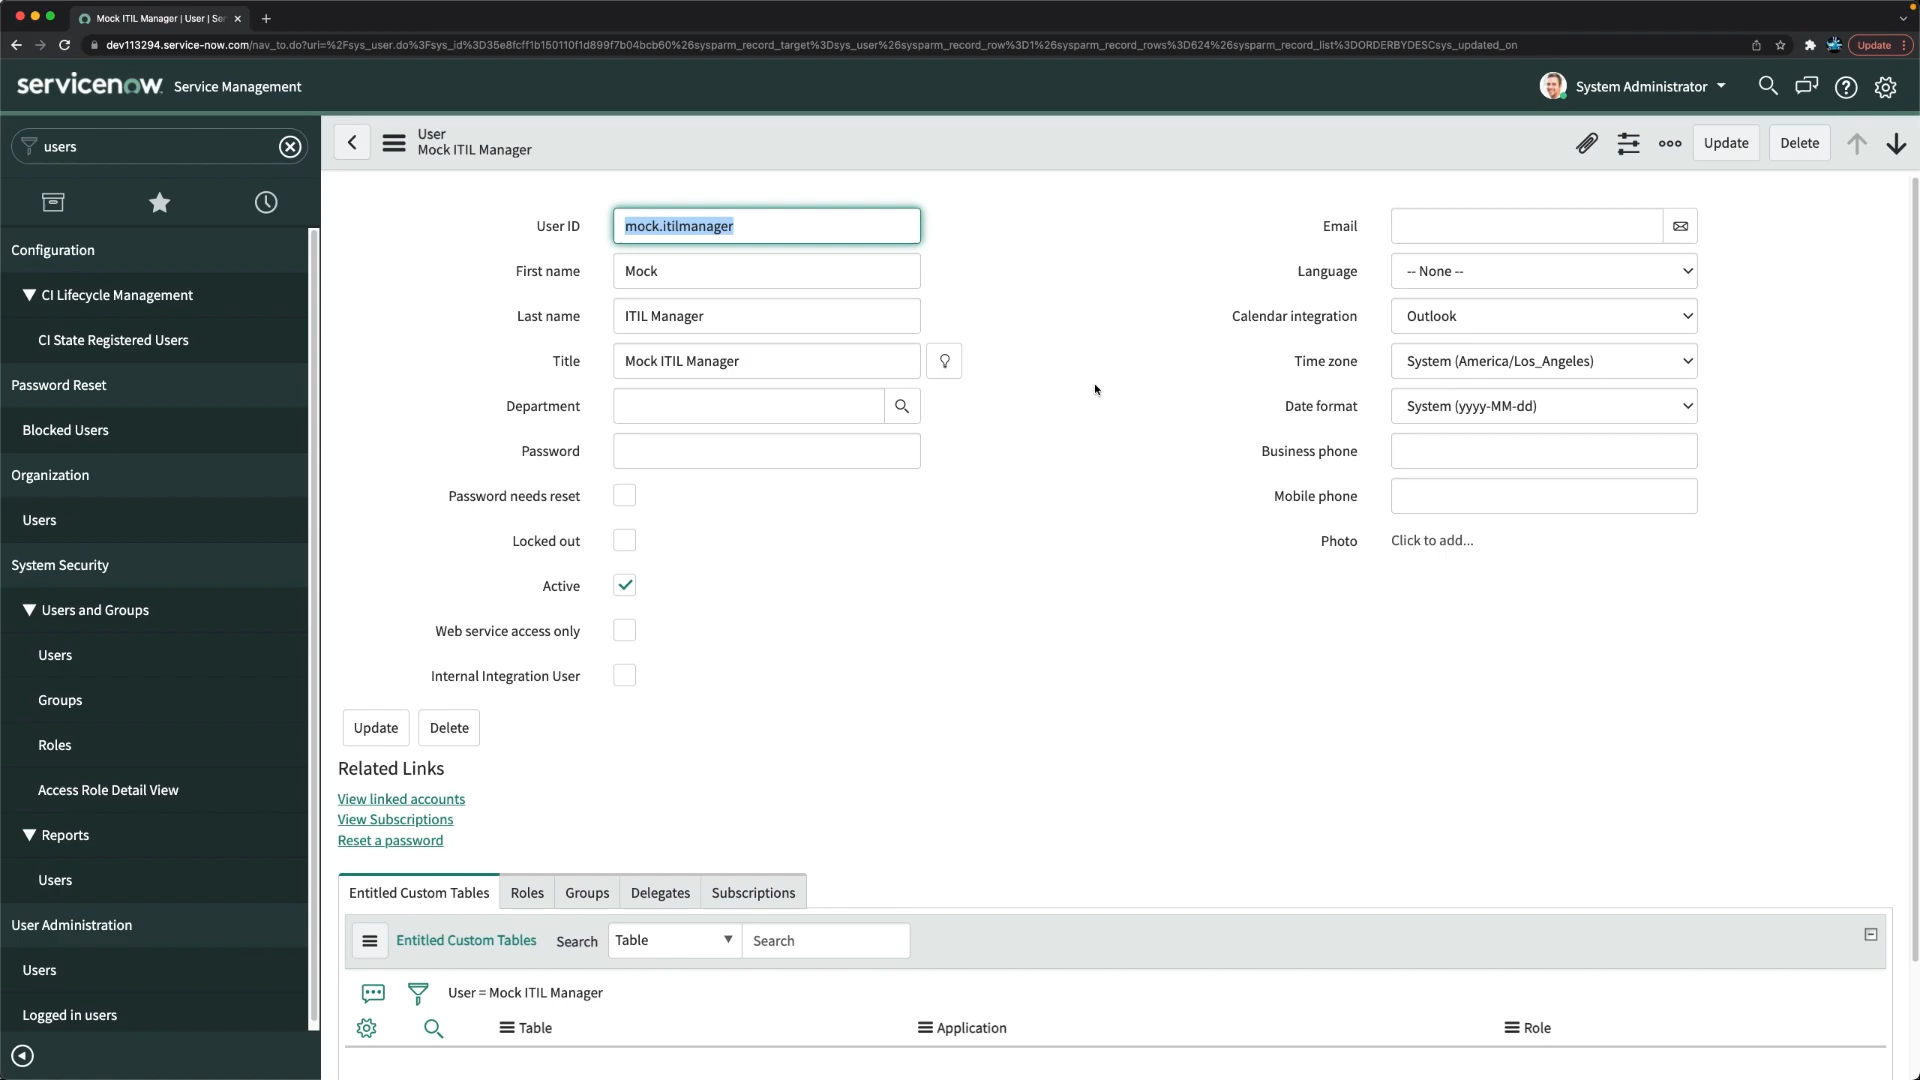 Mock ITIL Manager | User | Ser
dev113294.service-now.com/nav_to.do?uri=%2Fsys_user.do%3Fsys_id%3D35e8fcff1b150110f1d899f7b04bcb60%26sysparm_record_target%3Dsys_user%26sysparm_record_row%3D1%26sysparm_record_rows%3D624%26sysparm_record_list%3DORDERBYDESCsys_updated_on
Update
servicenow Service Management
System Administrator
users
User
Mock ITIL Manager
Update
Delete
Configuration
CI Lifecycle Management
CI State Registered Users
Password Reset
Blocked Users
Organization
Users
System Security
Users and Groups
Users
Groups
Roles
Access Role Detail View
Reports
Users
User Administration
Users
Logged in users
User ID mock.itilmanager
First name Mock
Last name ITIL Manager
Title Mock ITIL Manager
Department
Password
Password needs reset
Locked out
Active
Web service access only
Internal Integration User
Email
Language -- None --
Calendar integration Outlook
Time zone System (America/Los_Angeles)
Date format System (yyyy-MM-dd)
Business phone
Mobile phone
Photo Click to add...
Update Delete
Related Links
View linked accounts
View Subscriptions
Reset a password
Entitled Custom Tables Roles Groups Delegates Subscriptions
Entitled Custom Tables Search Table Search
User = Mock ITIL Manager
Table Application Role